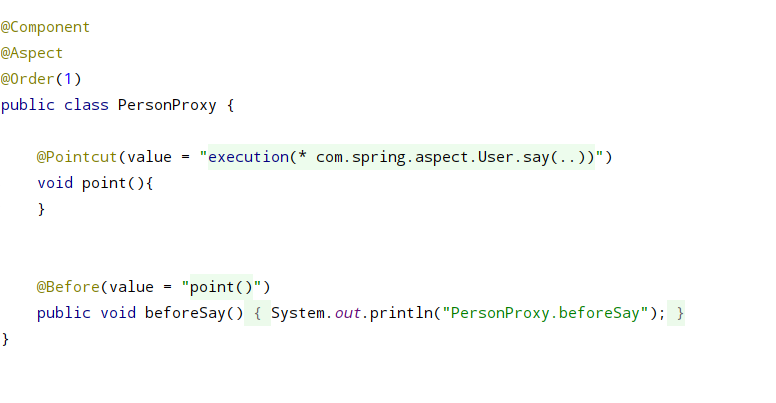 @Component
@Aspect
@Order(1)
public class PersonProxy {
@Pointcut(value = "execution(* com.spring.aspect.User.say(..))")
void point(){
}
@Before(value = "point()")
public void beforeSay() { System.out.println("PersonProxy.beforeSay"); }
}